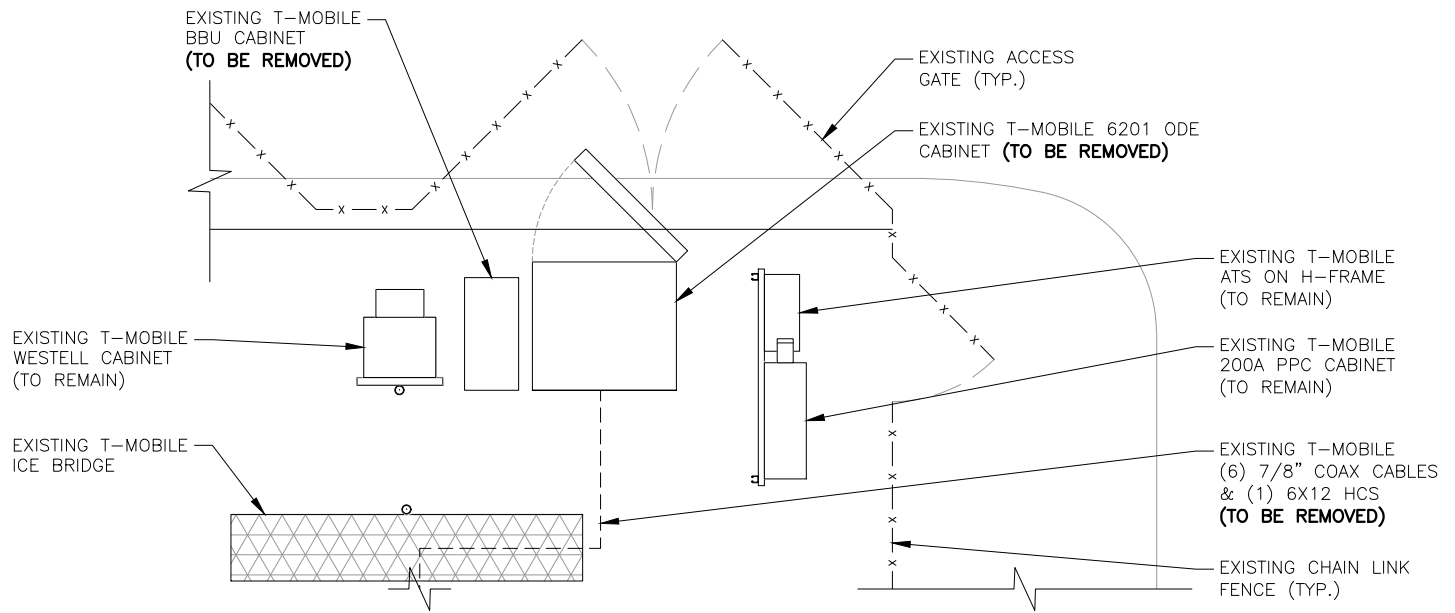 EXISTING T-MOBILE
BBU CABINET
(TO BE REMOVED)
EXISTING ACCESS
GATE (TYP.)
EXISTING T-MOBILE 6201 ODE
CABINET (TO BE REMOVED)
EXISTING T-MOBILE
ATS ON H-FRAME
(TO REMAIN)
EXISTING T-MOBILE
WESTELL CABINET
(TO REMAIN)
EXISTING T-MOBILE
200A PPC CABINET
(TO REMAIN)
EXISTING T-MOBILE
ICE BRIDGE
EXISTING T-MOBILE
(6) 7/8" COAX CABLES
& (1) 6X12 HCS
(TO BE REMOVED)
EXISTING CHAIN LINK
FENCE (TYP.)